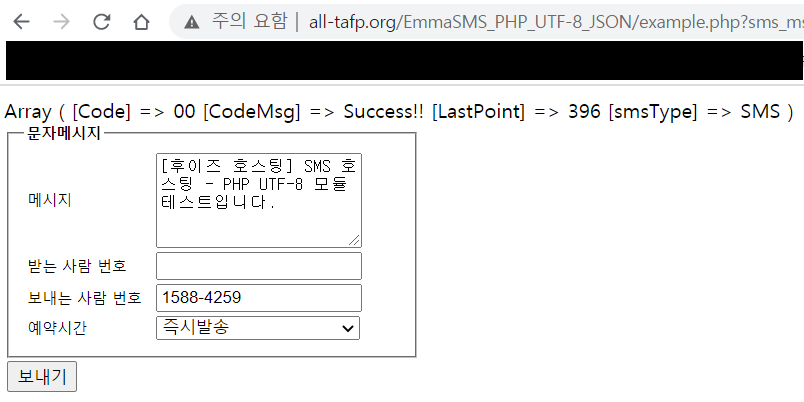 주의 요함 | all-tafp.org/EmmaSMS_PHP_UTF-8_JSON/example.php?sms_ms
Array ( [Code] => 00 [CodeMsg] => Success!! [LastPoint] => 396 [smsType] => SMS )
문자메시지
메시지
[후이즈 호스팅] SMS 호
스팅 - PHP UTF-8 모듈
테스트입니다.
받는 사람 번호
보내는 사람 번호 1588-4259
예약시간 즉시발송
보내기